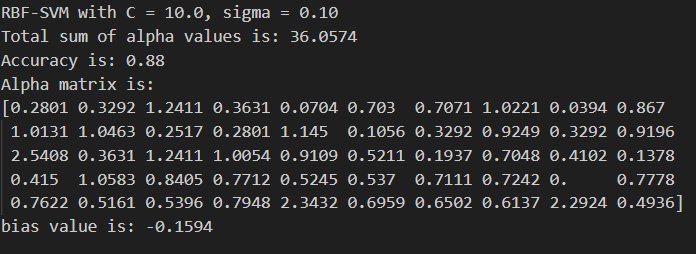 RBF-SVM with C = 10.0, sigma = 0.10
Total sum of alpha values is: 36.0574
Accuracy is: 0.88
Alpha matrix is:
[0.2801 0.3292 1.2411 0.3631 0.0704 0.703  0.7071 1.0221 0.0394 0.867
 1.0131 1.0463 0.2517 0.2801 1.145  0.1056 0.3292 0.9249 0.3292 0.9196
 2.5408 0.3631 1.2411 1.0054 0.9109 0.5211 0.1937 0.7048 0.4102 0.1378
 0.415  1.0583 0.8405 0.7712 0.5245 0.537  0.7111 0.7242 0.     0.7778
 0.7622 0.5161 0.5396 0.7948 2.3432 0.6959 0.6502 0.6137 2.2924 0.4936]
bias value is: -0.1594